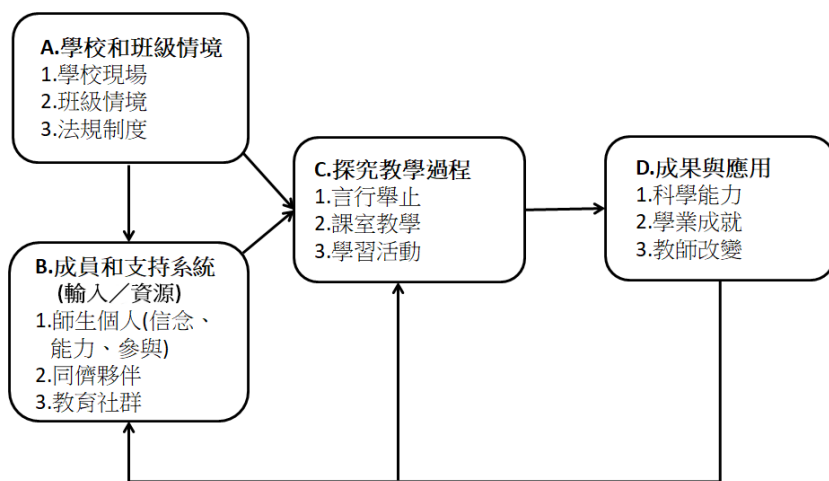 A.學校和班級情境
1.學校現場
2.班級情境
3.法規制度
B.成員和支持系統
(輸入／資源)
1.師生個人(信念、
能力、參與)
2.同儕夥伴
3.教育社群
C.探究教學過程
1.言行舉止
2.課室教學
3.學習活動
D.成果與應用
1.科學能力
2.學業成就
3.教師改變